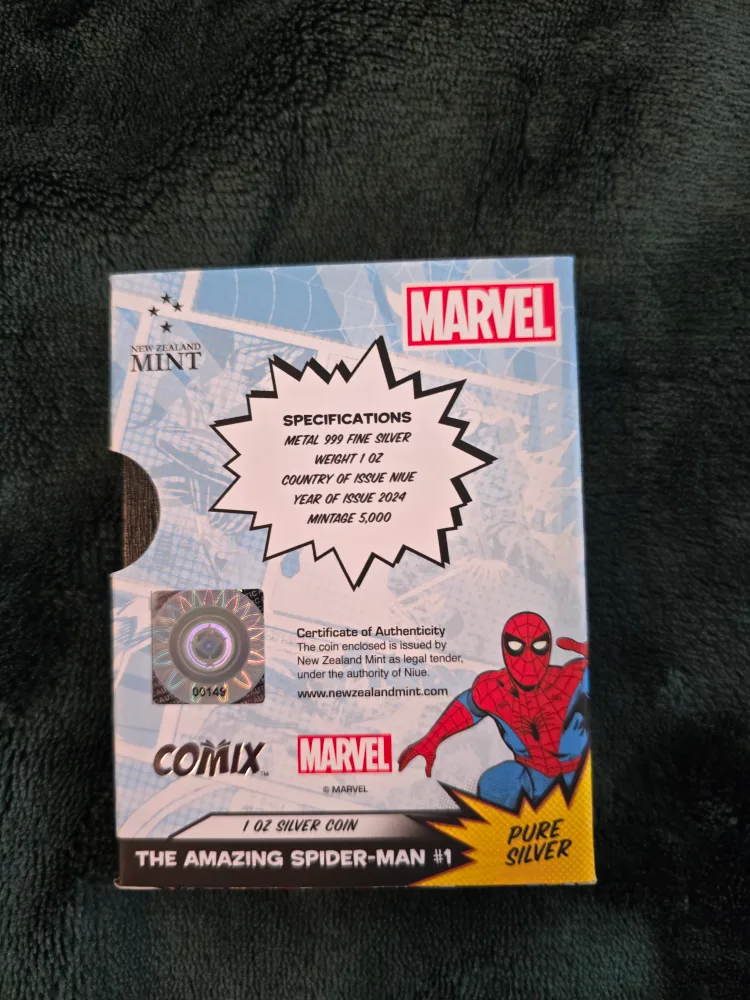 MARVEL
NEW ZEALAND
MINT
SPECIFICATIONS
METAL 999 FINE SILVER
WEIGHT 1 OZ
COUNTRY OF ISSUE NIUE
YEAR OF ISSUE 2024
MINTAGE 5,000
Certificate of Authenticity
The coin enclosed is issued by
New Zealand Mint as legal tender,
under the authority of Niue.
www.newzealandmint.com
00149
COMIX™
MARVEL
© MARVEL
1 OZ SILVER COIN
THE AMAZING SPIDER-MAN #1
PURE
SILVER